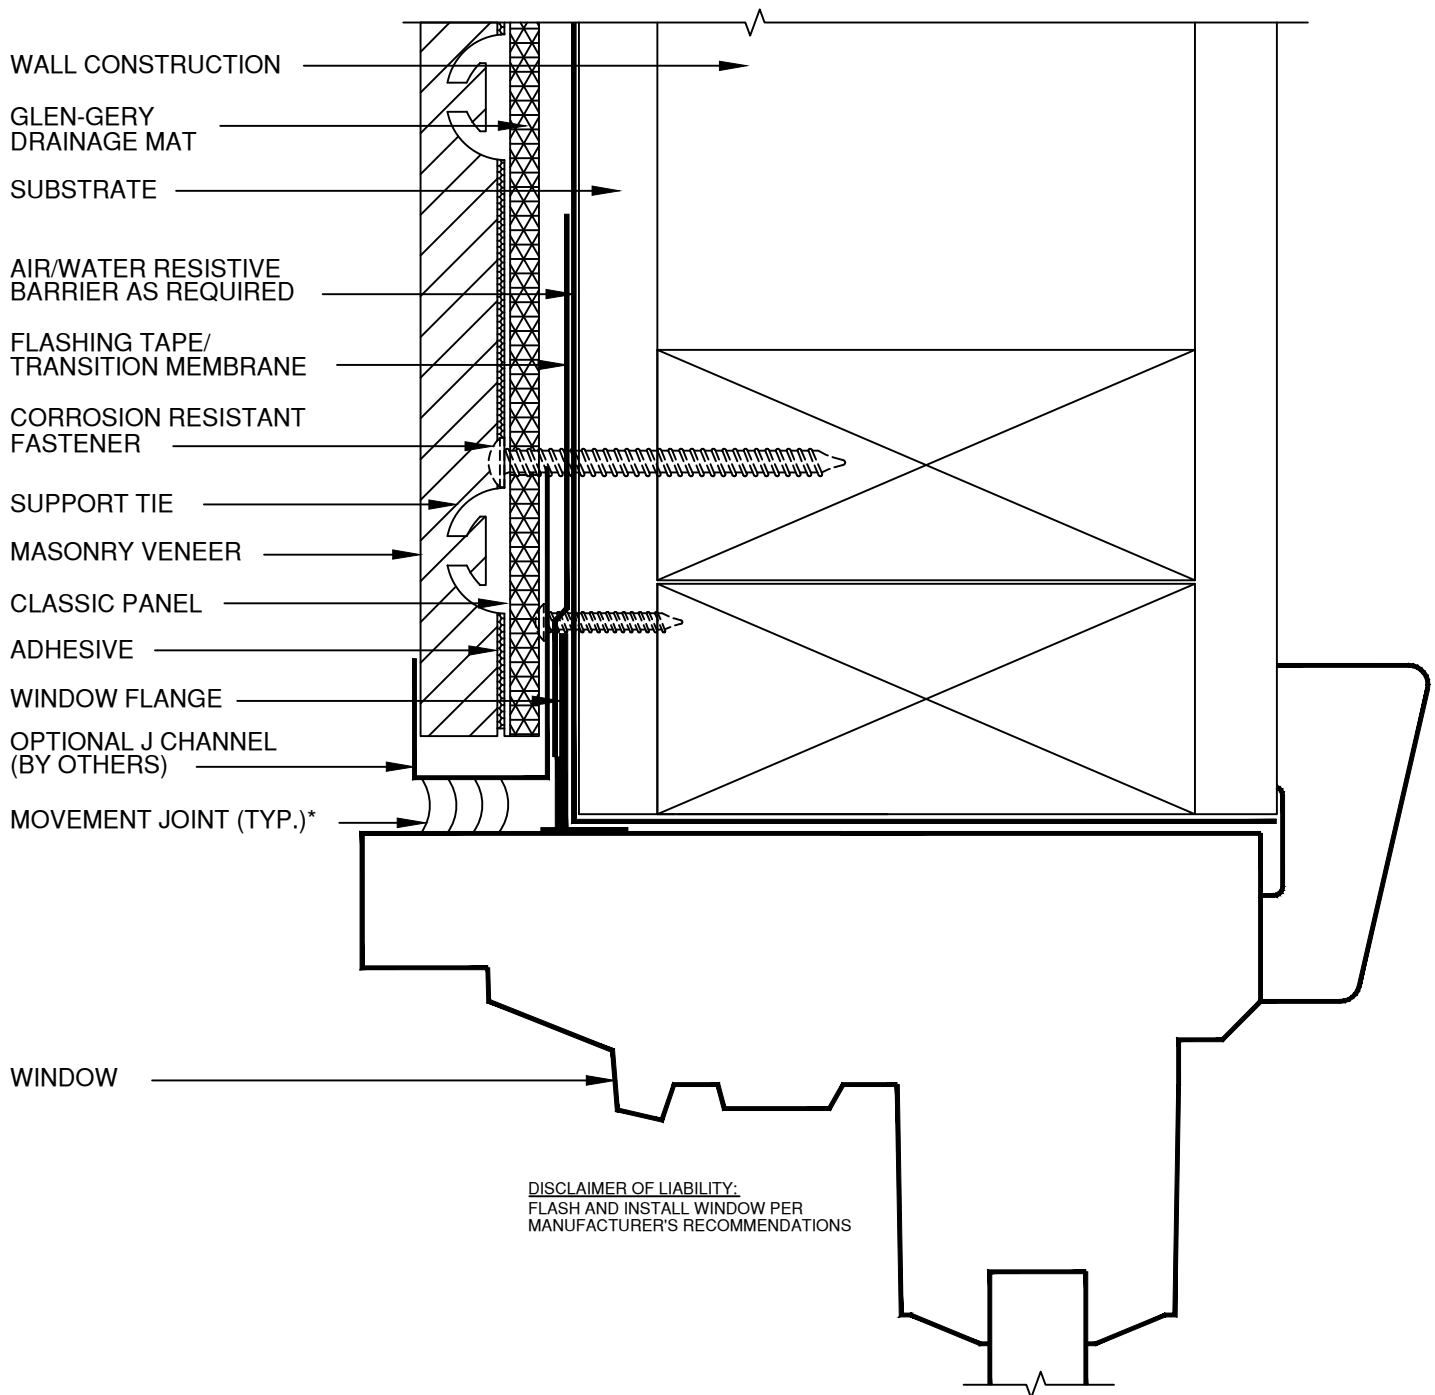 WALL CONSTRUCTION
GLEN-GERY
DRAINAGE MAT
SUBSTRATE
AIR/WATER RESISTIVE
BARRIER AS REQUIRED
FLASHING TAPE/
TRANSITION MEMBRANE
CORROSION RESISTANT
FASTENER
SUPPORT TIE
MASONRY VENEER
CLASSIC PANEL
ADHESIVE
WINDOW FLANGE
OPTIONAL J CHANNEL
(BY OTHERS)
MOVEMENT JOINT (TYP.)*
WINDOW
DISCLAIMER OF LIABILITY:
FLASH AND INSTALL WINDOW PER
MANUFACTURER'S RECOMMENDATIONS